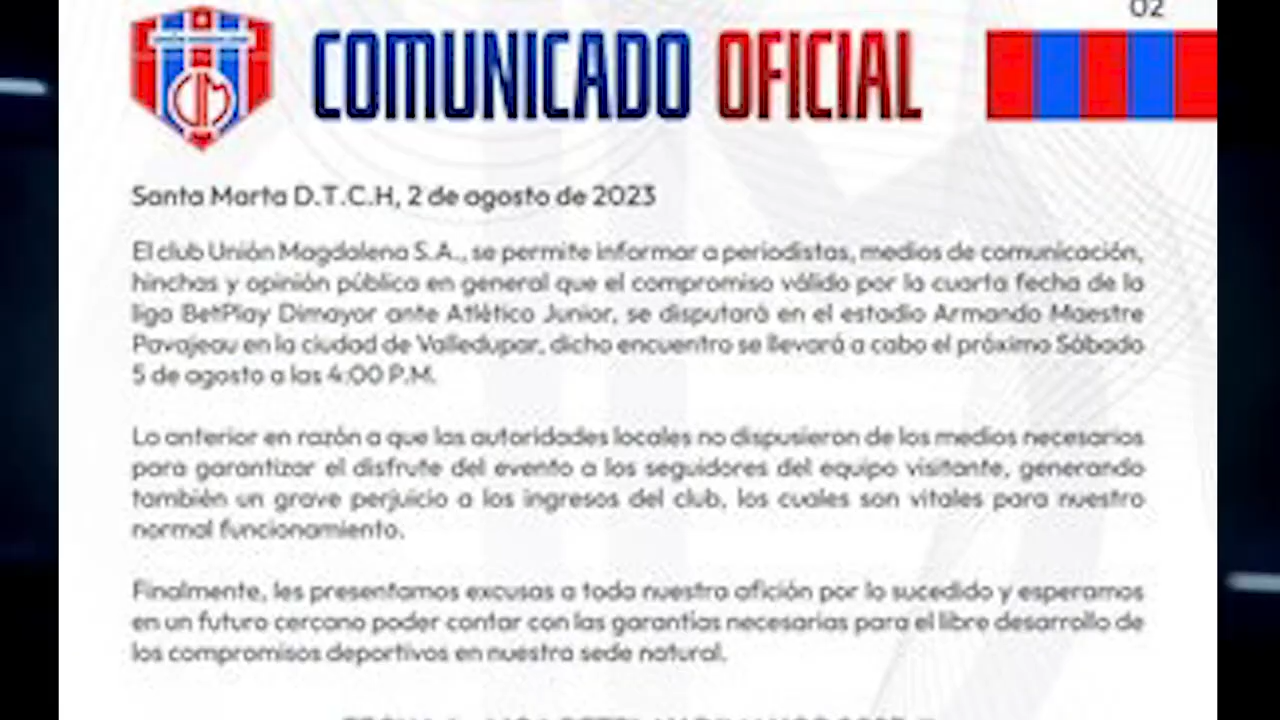 02
COMUNICADO OFICIAL
Santa Marta D.T.C.H, 2 de agosto de 2023
El club Unión Magdalena S.A., se permite informar a periodistas, medios de comunicación,
hinchas y opinión pública en general que el compromiso válido por la cuarta fecha de la
liga BetPlay Dimayor ante Atlético Junior, se disputará en el estadio Armando Maestre
Pavajeau en la ciudad de Valledupar, dicho encuentro se llevará a cabo el próximo Sábado
5 de agosto a las 4:00 P.M.
Lo anterior en razón a que las autoridades locales no dispusieron de los medios necesarios
para garantizar el disfrute del evento a los seguidores del equipo visitante, generando
también un grave perjuicio a los ingresos del club, los cuales son vitales para nuestro
normal funcionamiento.
Finalmente, les presentamos excusas a toda nuestra afición por lo sucedido y esperamos
en un futuro cercano poder contar con las garantías necesarias para el libre desarrollo de
los compromisos deportivos en nuestra sede natural.